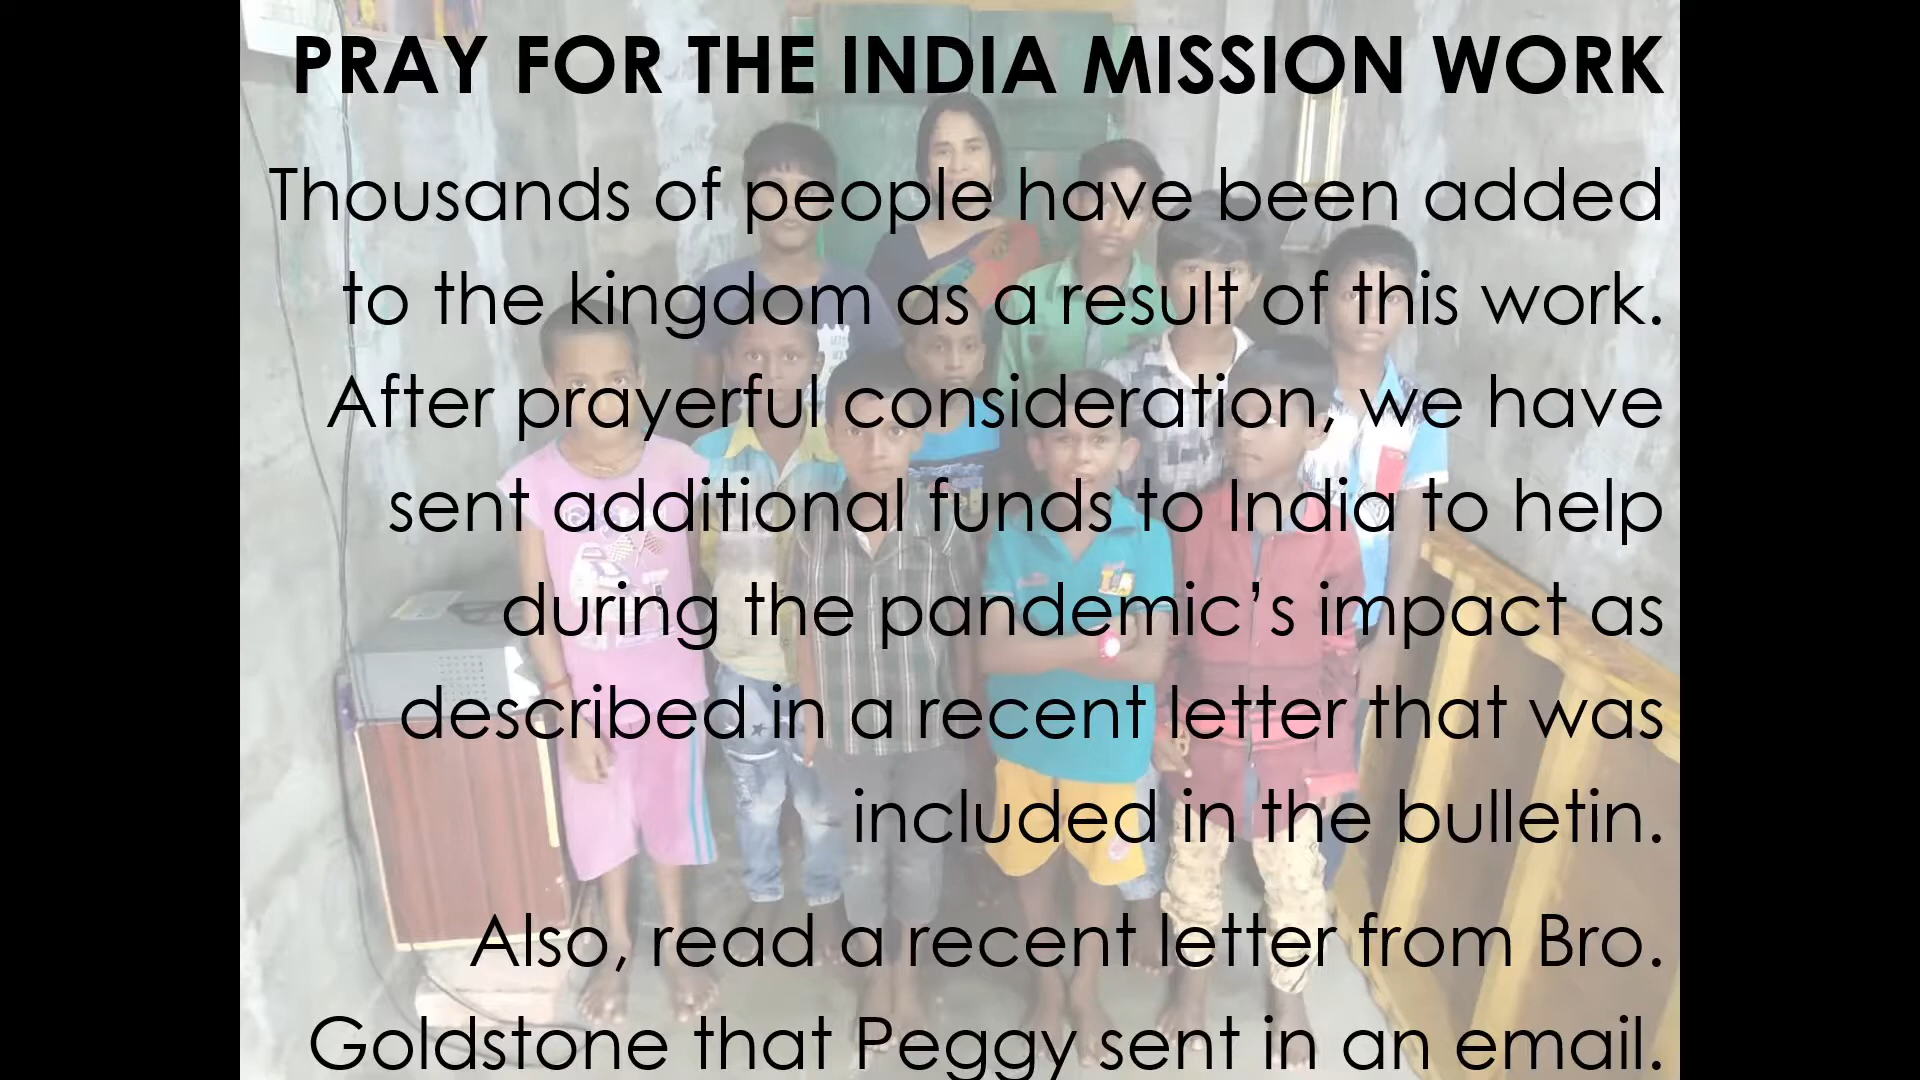 PRAY FOR THE INDIA MISSION WORK
Thousands of people have been added
to the kingdom as a result of this work.
After prayerful consideration, we have
sent additional funds to India to help
during the pandemic’s impact as
described in a recent letter that was
included in the bulletin.
Also, read a recent letter from Bro.
Goldstone that Peggy sent in an email.